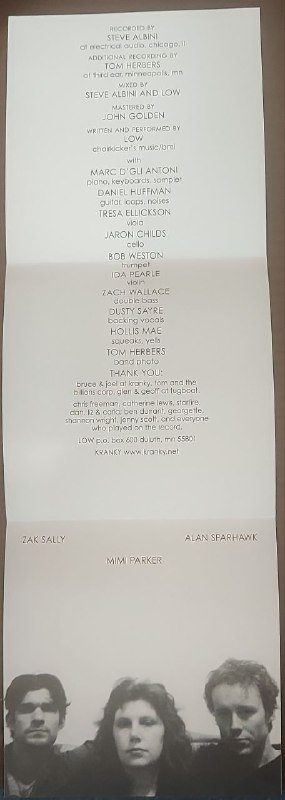 RECORDED BY
STEVE ALBINI
at electrical audio, chicago, il
ADDITIONAL RECORDING BY
TOM HERBERS
at third ear, minneapolis, mn
MIXED BY
STEVE ALBINI AND LOW
MASTERED BY
JOHN GOLDEN
WRITTEN AND PERFORMED BY
LOW
chairkicker's music/bmi
with
MARC D'GLI ANTONI
piano, keyboards, sampler
DANIEL HUFFMAN
guitar, loops, noises
TRESA ELLICKSON
viola
JARON CHILDS
cello
BOB WESTON
trumpet
IDA PEARLE
violin
ZACH WALLACE
double bass
DUSTY SAYRE
backing vocals
HOLLIS MAE
squeaks, yells
TOM HERBERS
band photo
THANK YOU:
bruce & joel at kranky, tom and the
billions corp, glen & geoff at tugboat,
chris freeman, catherine lewis, starfire,
dan, liz & carla, ben durrant, georgette,
shannon wright, jenny scott, and everyone
who played on the record.
LOW p.o. box 600 duluth, mn 55801
KRANKY www.kranky.net
ZAK SALLY
ALAN SPARHAWK
MIMI PARKER